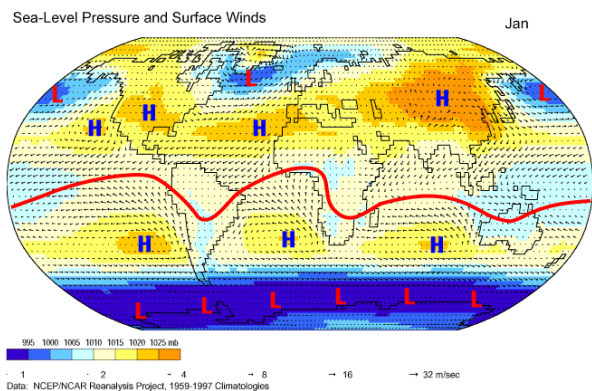 Sea-Level Pressure and Surface Winds
Jan
L L L
H H H H
H H H
L L L L L L
995 1000 1005 1010 1015 1020 1025 mb
1 2 4 8 16 32 m/sec
Data: NCEP/NCAR Reanalysis Project, 1959-1997 Climatologies